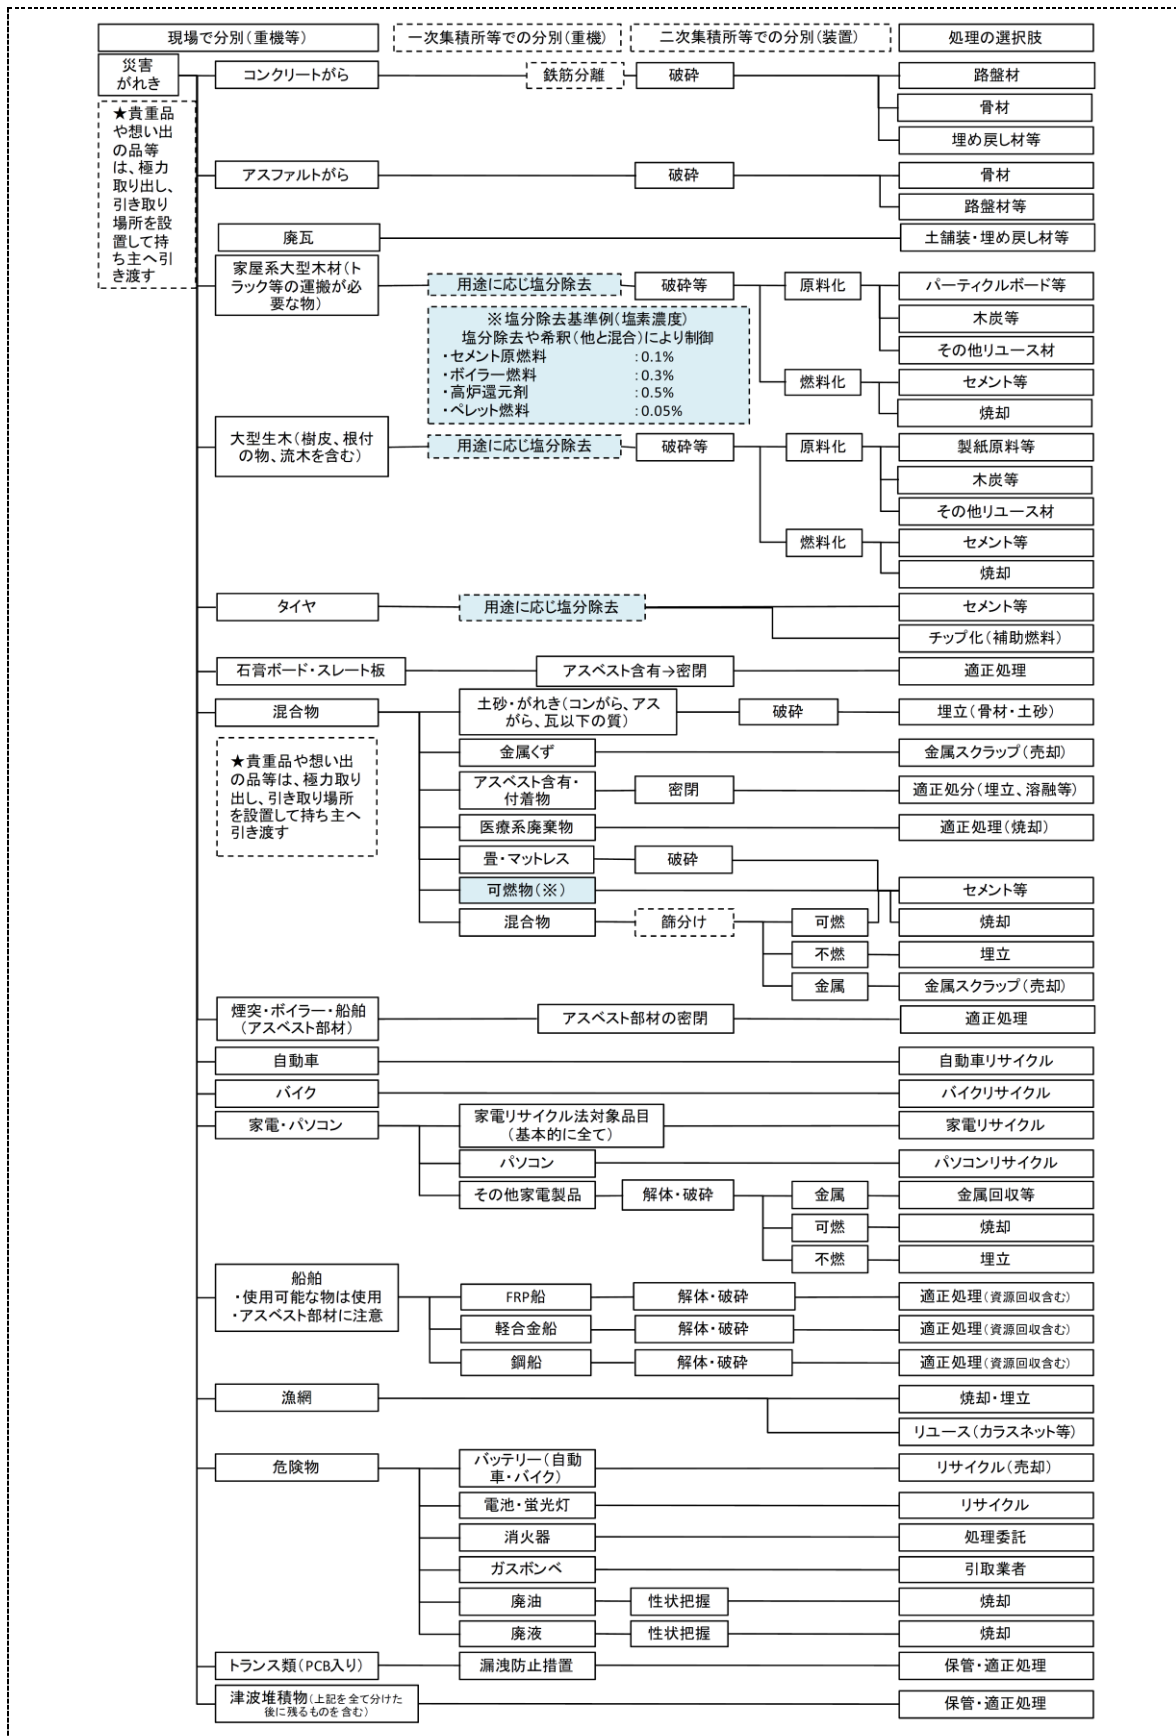 現場で分別(重機等)
一次集積所等での分別(重機)
二次集積所等での分別(装置)
処理の選択肢
災害
がれき
★貴重品
や想い出
の品等
は、極力
取り出し、
引き取り
場所を設
置して持
ち主へ引
き渡す
コンクリートがら
鉄筋分離
破砕
路盤材
骨材
埋め戻し材等
アスファルトがら
破砕
骨材
路盤材等
廃瓦
土舗装・埋め戻し材等
家屋系大型木材(ト
ラック等の運搬が必
要な物)
用途に応じ塩分除去
破砕等
原料化
パーティクルボード等
木炭等
その他リユース材
燃料化
セメント等
焼却
※塩分除去基準例(塩素濃度)
塩分除去や希釈(他と混合)により制御
・セメント原燃料 :0.1%
・ボイラー燃料 :0.3%
・高炉還元剤 :0.5%
・ペレット燃料 :0.05%
大型生木(樹皮、根付
の物、流木を含む)
用途に応じ塩分除去
破砕等
原料化
製紙原料等
木炭等
その他リユース材
燃料化
セメント等
焼却
タイヤ
用途に応じ塩分除去
セメント等
チップ化(補助燃料)
石膏ボード・スレート板
アスベスト含有→密閉
適正処理
混合物
★貴重品や想い出
の品等は、極力取り
出し、引き取り場所
を設置して持ち主へ
引き渡す
土砂・がれき(コンがら、アス
がら、瓦以下の質)
破砕
埋立(骨材・土砂)
金属くず
金属スクラップ(売却)
アスベスト含有・
付着物
密閉
適正処分(埋立、溶融等)
医療系廃棄物
適正処理(焼却)
畳・マットレス
破砕
可燃物(※)
セメント等
混合物
篩分け
可燃
焼却
不燃
埋立
金属
金属スクラップ(売却)
煙突・ボイラー・船舶
(アスベスト部材)
アスベスト部材の密閉
適正処理
自動車
自動車リサイクル
バイク
バイクリサイクル
家電・パソコン
家電リサイクル法対象品目
(基本的に全て)
家電リサイクル
パソコン
パソコンリサイクル
その他家電製品
解体・破砕
金属
金属回収等
可燃
焼却
不燃
埋立
船舶
・使用可能な物は使用
・アスベスト部材に注意
FRP船
解体・破砕
適正処理(資源回収含む)
軽合金船
解体・破砕
適正処理(資源回収含む)
鋼船
解体・破砕
適正処理(資源回収含む)
漁網
焼却・埋立
リユース(カラスネット等)
危険物
バッテリー(自動
車・バイク)
リサイクル(売却)
電池・蛍光灯
リサイクル
消火器
処理委託
ガスボンベ
引取業者
廃油
性状把握
焼却
廃液
性状把握
焼却
トランス類(PCB入り)
漏洩防止措置
保管・適正処理
津波堆積物(上記を全て分けた
後に残るものを含む)
保管・適正処理